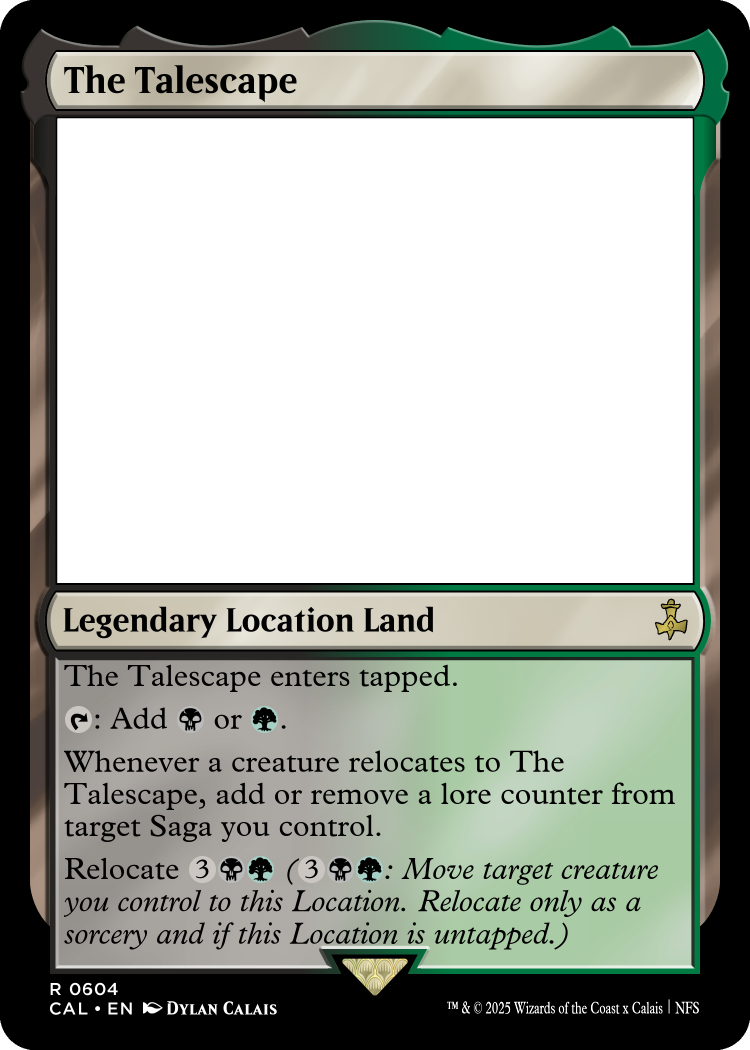 The Talescape
Legendary Location Land
The Talescape enters tapped.
: Add or .
Whenever a creature relocates to The
Talescape, add or remove a lore counter from
target Saga you control.
Relocate 3 (3 : Move target creature
you control to this Location. Relocate only as a
sorcery and if this Location is untapped.)
R 0604
CAL • EN DYLAN CALAIS
™ & © 2025 Wizards of the Coast x Calais | NFS